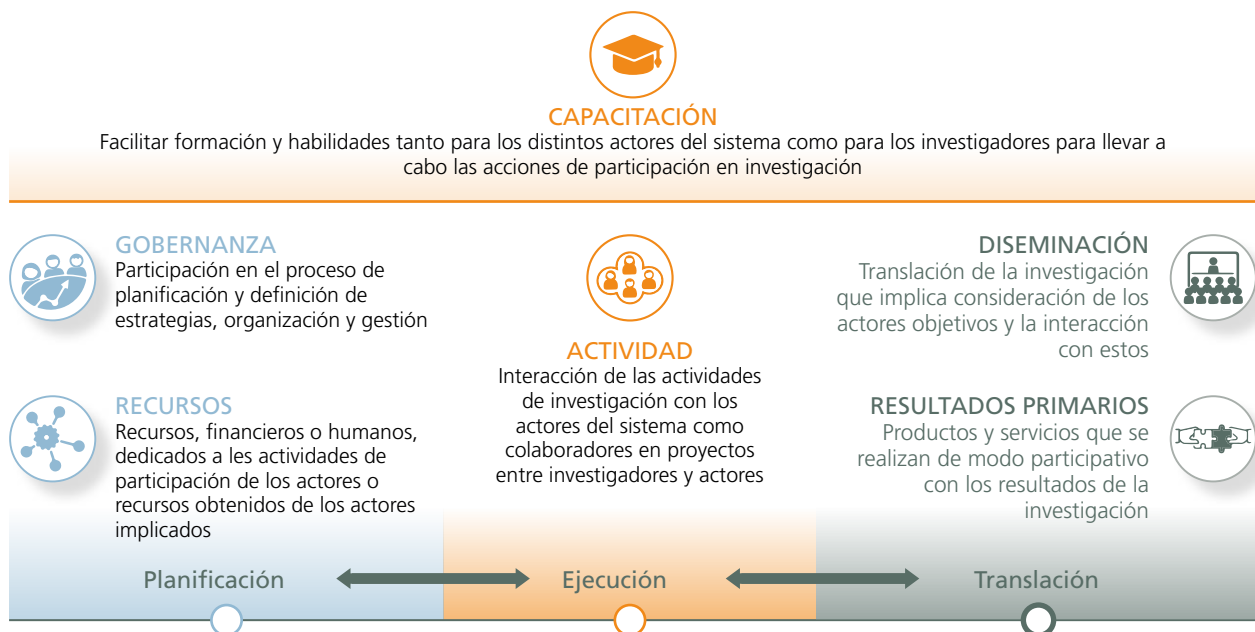 CAPACITACIÓN
Facilitar formación y habilidades tanto para los distintos actores del sistema como para los investigadores para llevar a
cabo las acciones de participación en investigación
GOBERNANZA
Participación en el proceso de
planificación y definición de
estrategias, organización y gestión
RECURSOS
Recursos, financieros o humanos,
dedicados a les actividades de
participación de los actores o
recursos obtenidos de los actores
implicados
ACTIVIDAD
Interacción de las actividades
de investigación con los
actores del sistema como
colaboradores en proyectos
entre investigadores y actores
DISEMINACIÓN
Translación de la investigación
que implica consideración de los
actores objetivos y la interacción
con estos
RESULTADOS PRIMARIOS
Productos y servicios que se
realizan de modo participativo
con los resultados de la
investigación
Planificación
Ejecución
Translación